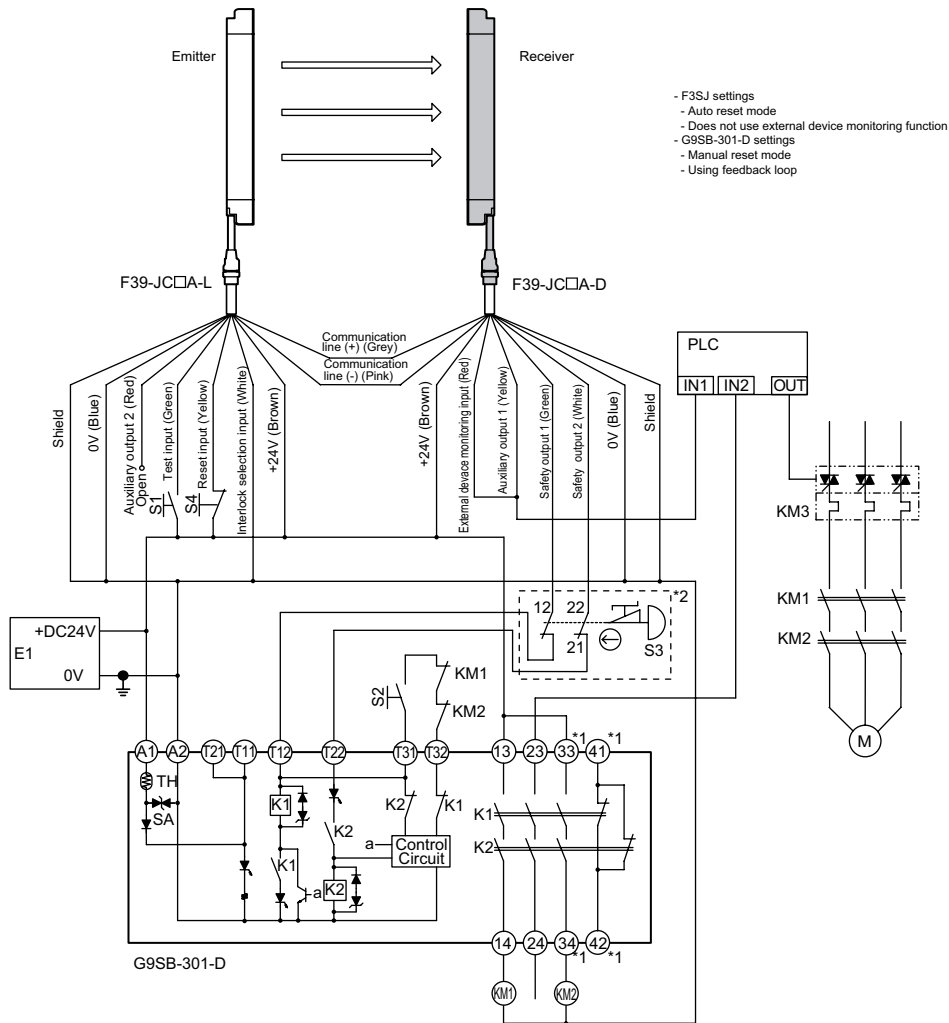 Emitter
Receiver
- F3SJ settings
- Auto reset mode
- Does not use external device monitoring function
- G9SB-301-D settings
- Manual reset mode
- Using feedback loop
F39-JC□A-L
F39-JC□A-D
Communication
line (+) (Grey)
Communication
line (-) (Pink)
Shield
0V (Blue)
Auxiliary output 2 (Red)
Open
Test input (Green)
Reset input (Yellow)
Interlock selection input (White)
+24V (Brown)
+24V (Brown)
External devace monitoring input (Red)
Auxiliary output 1 (Yellow)
Safety output 1 (Green)
Safety output 2 (White)
0V (Blue)
Shield
S1
S4
PLC
IN1 IN2 OUT
KM3
KM1
KM2
M
+DC24V
E1
0V
*2
12 22
21
S3
S2
KM1
KM2
A1 A2 T21 T11 T12 T22 T31 T32 13 23 33 *1 41 *1
TH
SA
K1
K1
K2
K2
K2
K1
a
a
Control
Circuit
K1
K2
14 24 34 *1 42 *1
G9SB-301-D
KM1
KM2